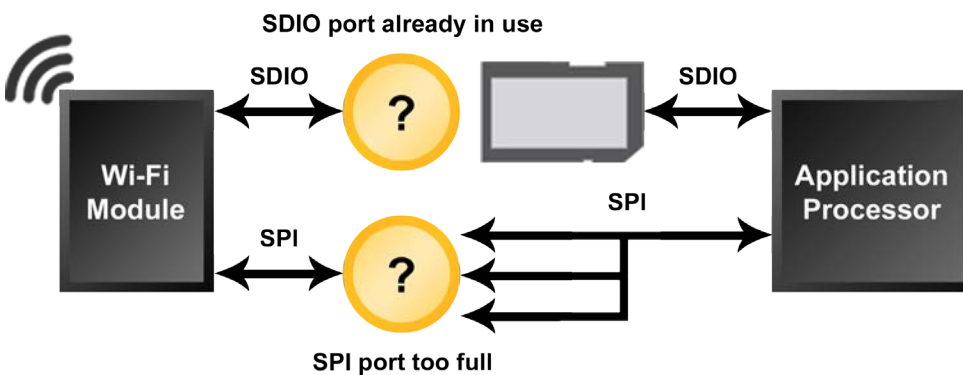 SDIO port already in use
SDIO
SDIO
?
Wi-Fi
Module
Application
Processor
SPI
SPI
?
SPI port too full